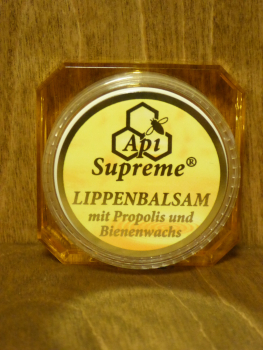 Api
Supreme®
LIPPENBALSAM
mit Propolis und
Bienenwachs